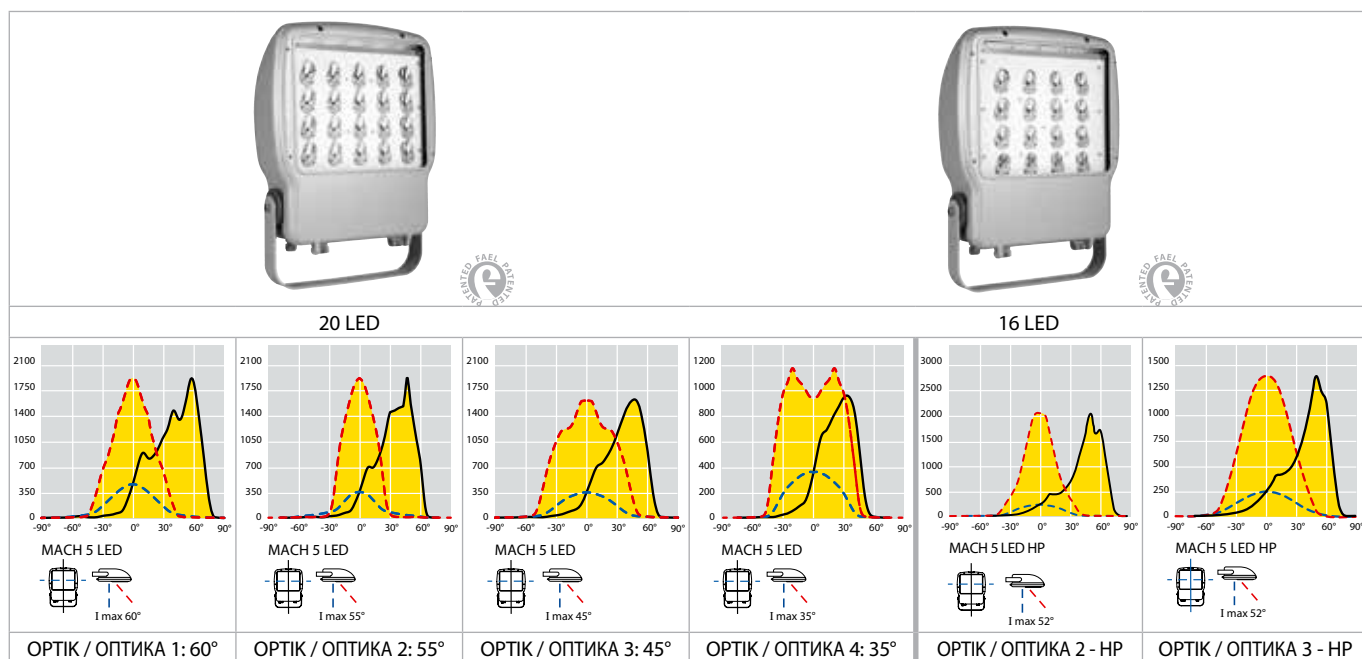 PATENTED FAEL PATENTED
PATENTED FAEL PATENTED
20 LED
16 LED
2100
1750
1400
1050
700
350
0
-90° -60 -30° 0° 30° 60 90°
MACH 5 LED
I max 60°
OPTIK / ОПТИКА 1: 60°
2100
1750
1400
1050
700
350
0
-90° -60 -30° 0° 30° 60 90°
MACH 5 LED
I max 55°
OPTIK / ОПТИКА 2: 55°
2100
1750
1400
1050
700
350
0
-90° -60 -30° 0° 30° 60 90°
MACH 5 LED
I max 45°
OPTIK / ОПТИКА 3: 45°
1200
1000
800
600
400
200
0
-90° -60 -30° 0° 30° 60 90°
MACH 5 LED
I max 35°
OPTIK / ОПТИКА 4: 35°
3000
2500
2000
1500
1000
500
0
-90° -60 -30° 0° 30° 60 90°
MACH 5 LED HP
I max 52°
OPTIK / ОПТИКА 2 - HP
1500
1250
1000
750
500
250
0
-90° -60° -30° 0° 30° 60° 90°
MACH 5 LED HP
I max 52°
OPTIK / ОПТИКА 3 - HP